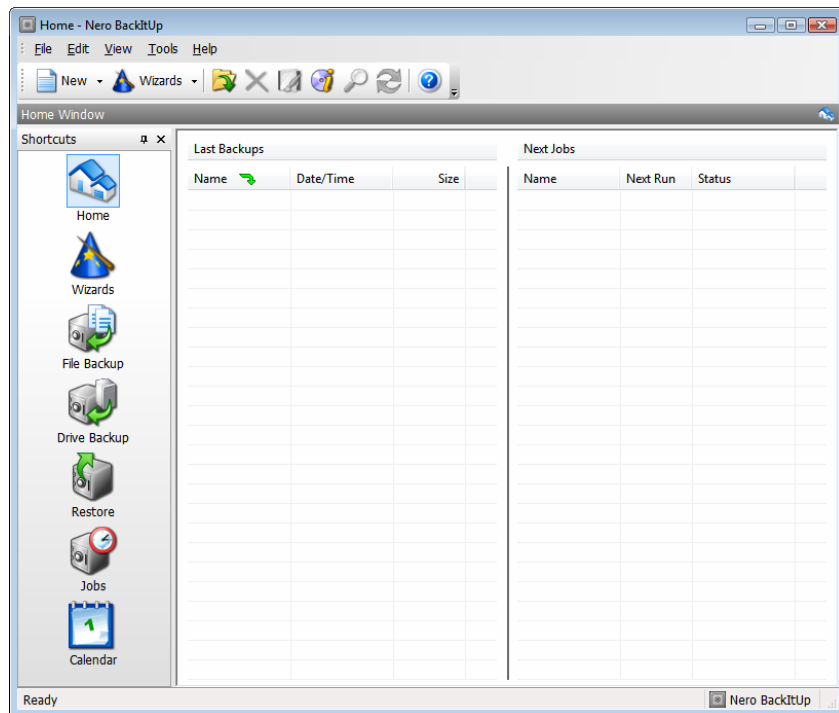 Home - Nero BackItUp
File Edit View Tools Help
New Wizards
Home Window
Shortcuts
Home
Wizards
File Backup
Drive Backup
Restore
Jobs
1
Calendar
Last Backups
Name Date/Time Size
Next Jobs
Name Next Run Status
Ready
Nero BackItUp